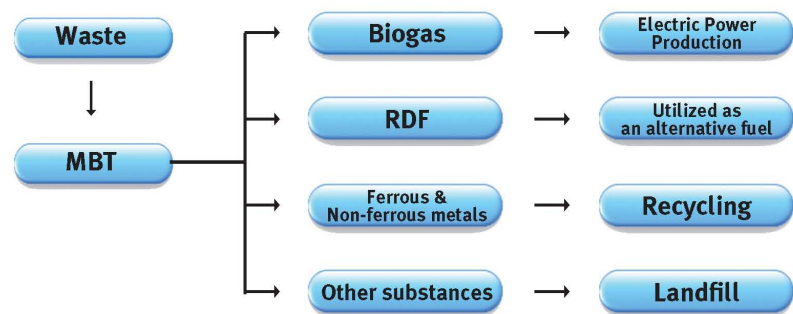 Waste
MBT
Biogas
Electric Power
Production
RDF
Utilized as
an alternative fuel
Ferrous &
Non-ferrous metals
Recycling
Other substances
Landfill